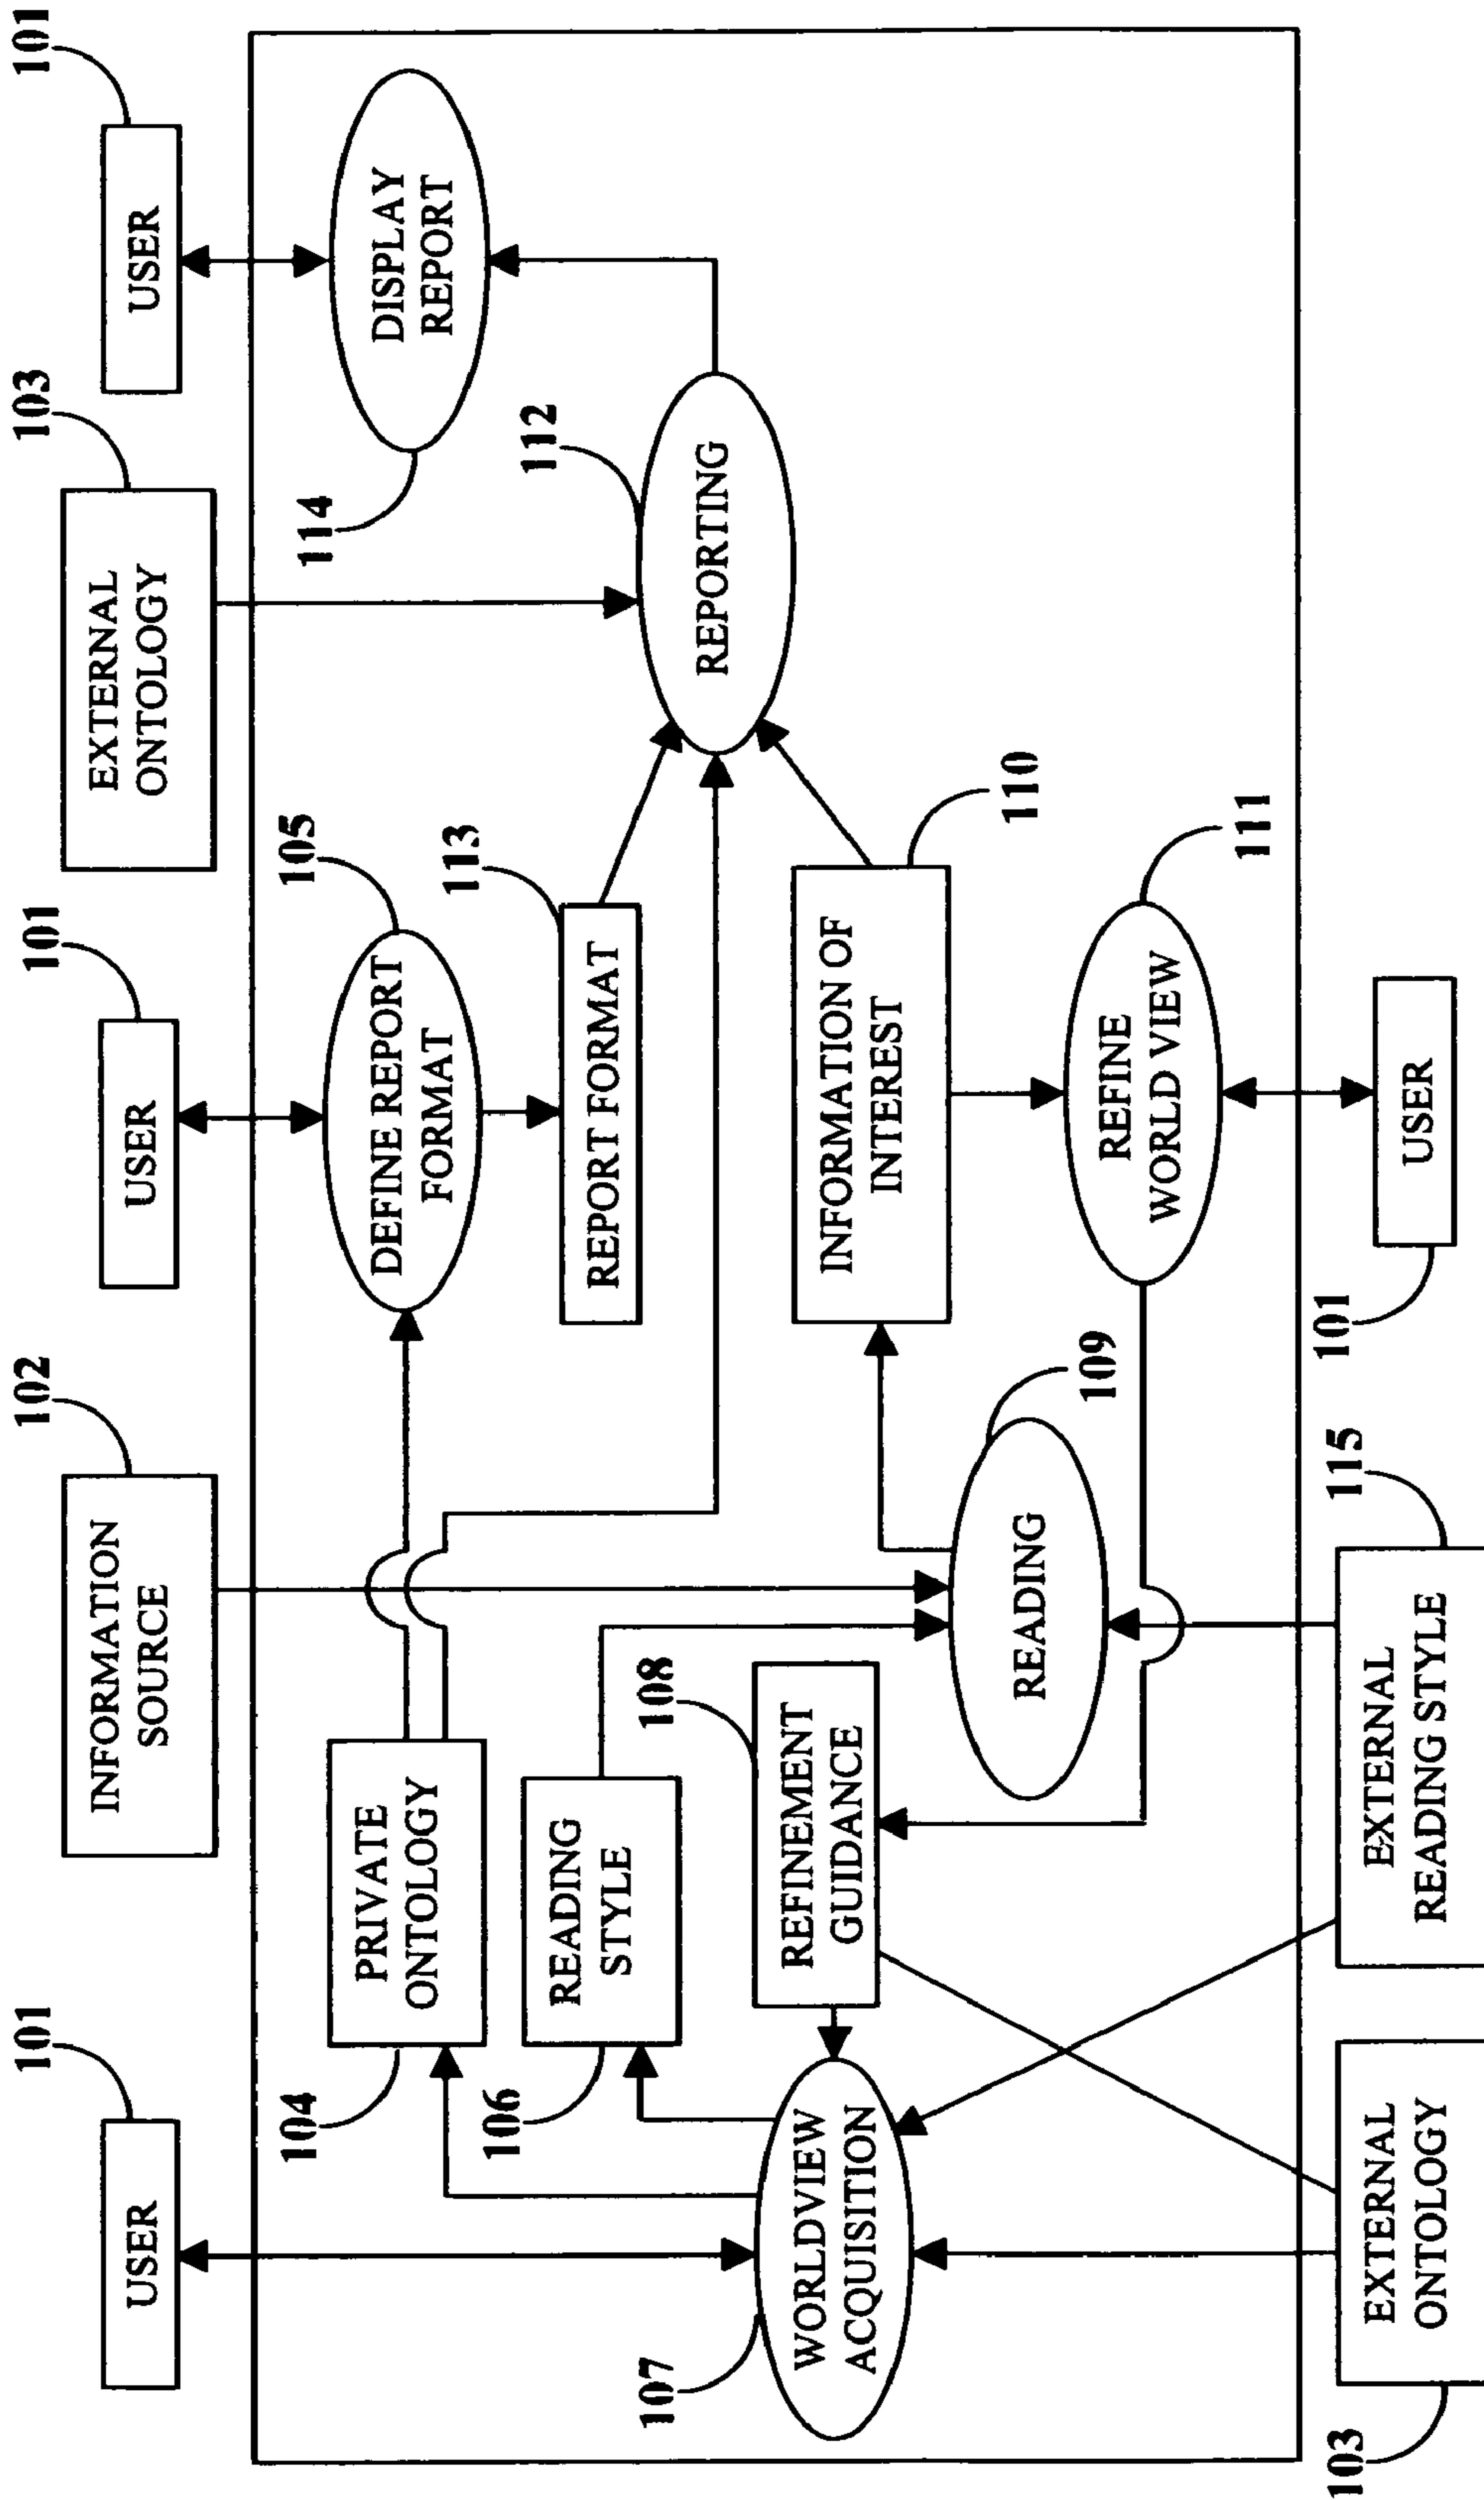 101
USER
102
INFORMATION
SOURCE
101
USER
103
EXTERNAL
ONTOLOGY
101
USER
104
PRIVATE
ONTOLOGY
105
DEFINE REPORT
FORMAT
114
DISPLAY
REPORT
106
READING
STYLE
113
REPORT FORMAT
112
REPORTING
107
WORLDVIEW
ACQUISITION
108
REFINEMENT
GUIDANCE
INFORMATION OF
INTEREST
110
READING
109
REFINE
WORLD VIEW
111
103
EXTERNAL
ONTOLOGY
EXTERNAL
READING STYLE
115
101
USER